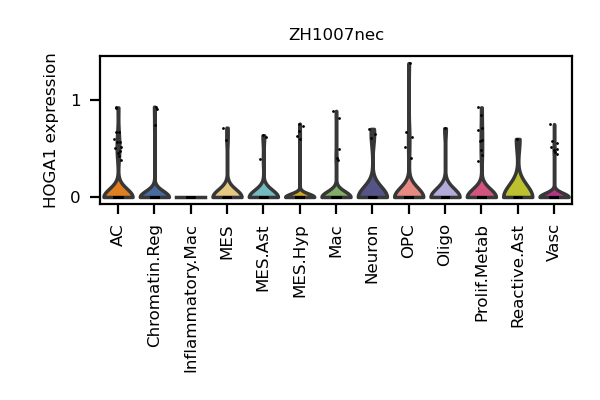 ZH1007nec
HOGA1 expression
1
0
AC
Chromatin.Reg
Inflammatory.Mac
MES
MES.Ast
MES.Hyp
Mac
Neuron
OPC
Oligo
Prolif.Metab
Reactive.Ast
Vasc